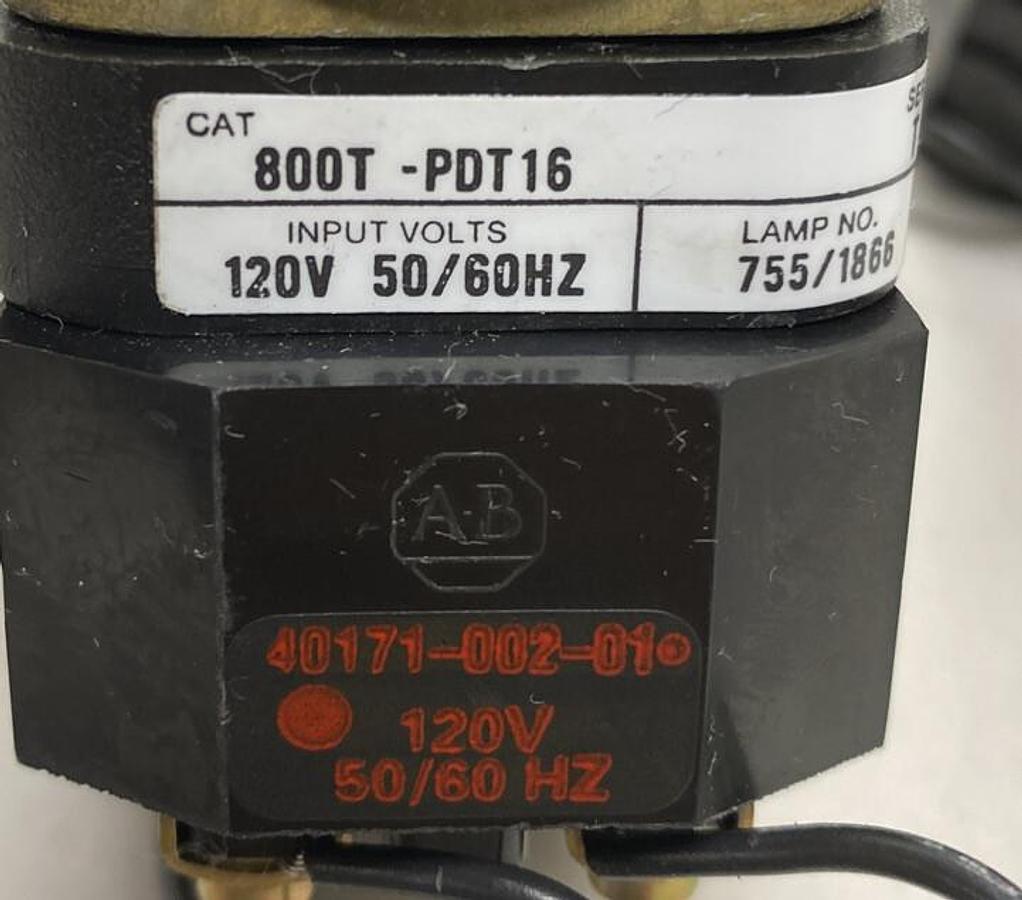 CAT
800T -PDT16
INPUT VOLTS
120V 50/60HZ
LAMP NO.
755/1866
A-B
40171-002-01
120V
50/60 HZ